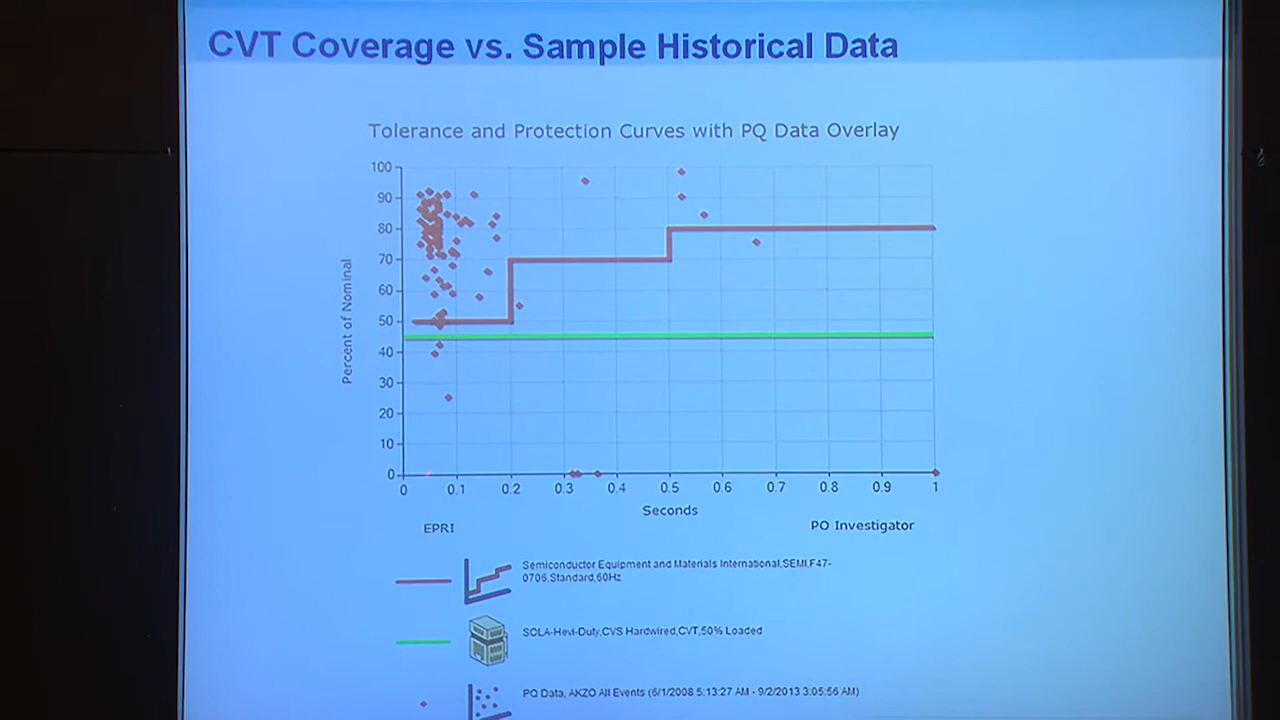 CVT Coverage vs. Sample Historical Data
Tolerance and Protection Curves with PQ Data Overlay
Percent of Nominal
100
90
80
70
60
50
40
30
20
10
0
0 0.1 0.2 0.3 0.4 0.5 0.6 0.7 0.8 0.9 1
Seconds
EPRI PQ Investigator
Semiconductor Equipment and Materials International,SEMI,F47-
0706,Standard,60Hz
SOLA-Hevi-Duty,CVS Hardwired,CVT,50% Loaded
PQ Data, AKZO All Events (6/1/2008 5:13:27 AM - 9/2/2013 3:05:56 AM)